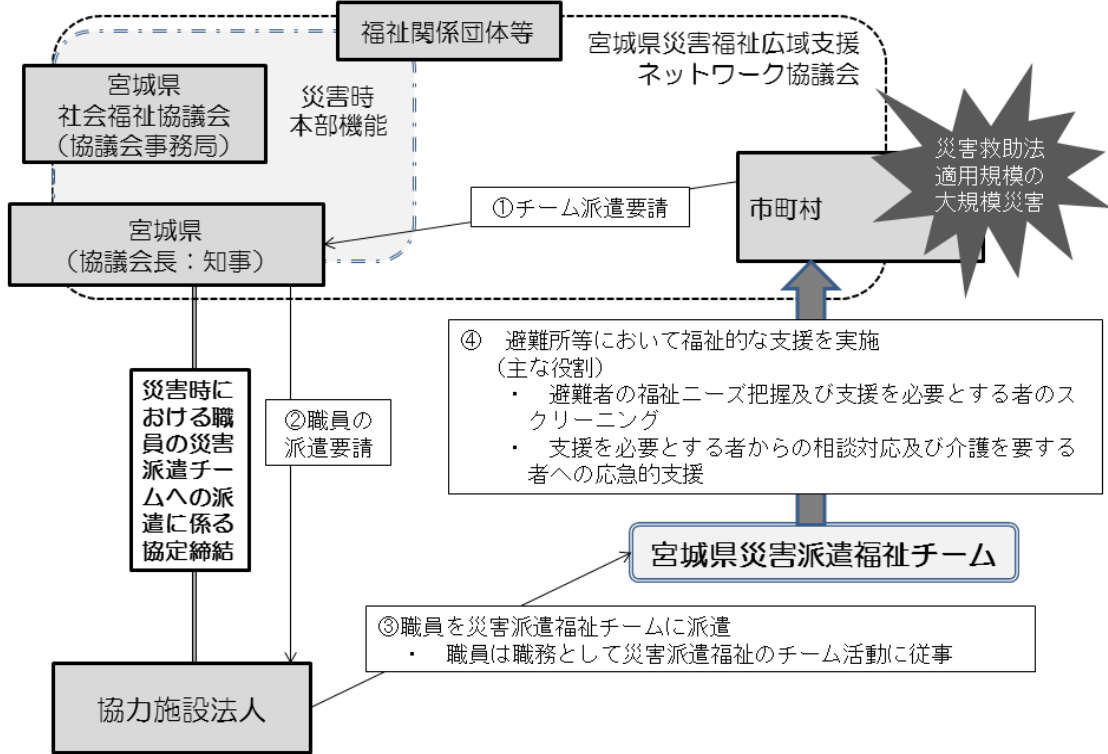 福祉関係団体等
宮城県災害福祉広域支援
ネットワーク協議会
宮城県
社会福祉協議会
（協議会事務局）
災害時
本部機能
災害救助法
適用規模の
大規模災害
市町村
①チーム派遣要請
宮城県
（協議会長：知事）
④　避難所等において福祉的な支援を実施
（主な役割）
・　避難者の福祉ニーズ把握及び支援を必要とする者のス
クリーニング
・　支援を必要とする者からの相談対応及び介護を要する
者への応急的支援
災害時に
おける職
員の災害
派遣チー
ムへの派
遣に係る
協定締結
②職員の
派遣要請
宮城県災害派遣福祉チーム
③職員を災害派遣福祉チームに派遣
・　職員は職務として災害派遣福祉のチーム活動に従事
協力施設法人